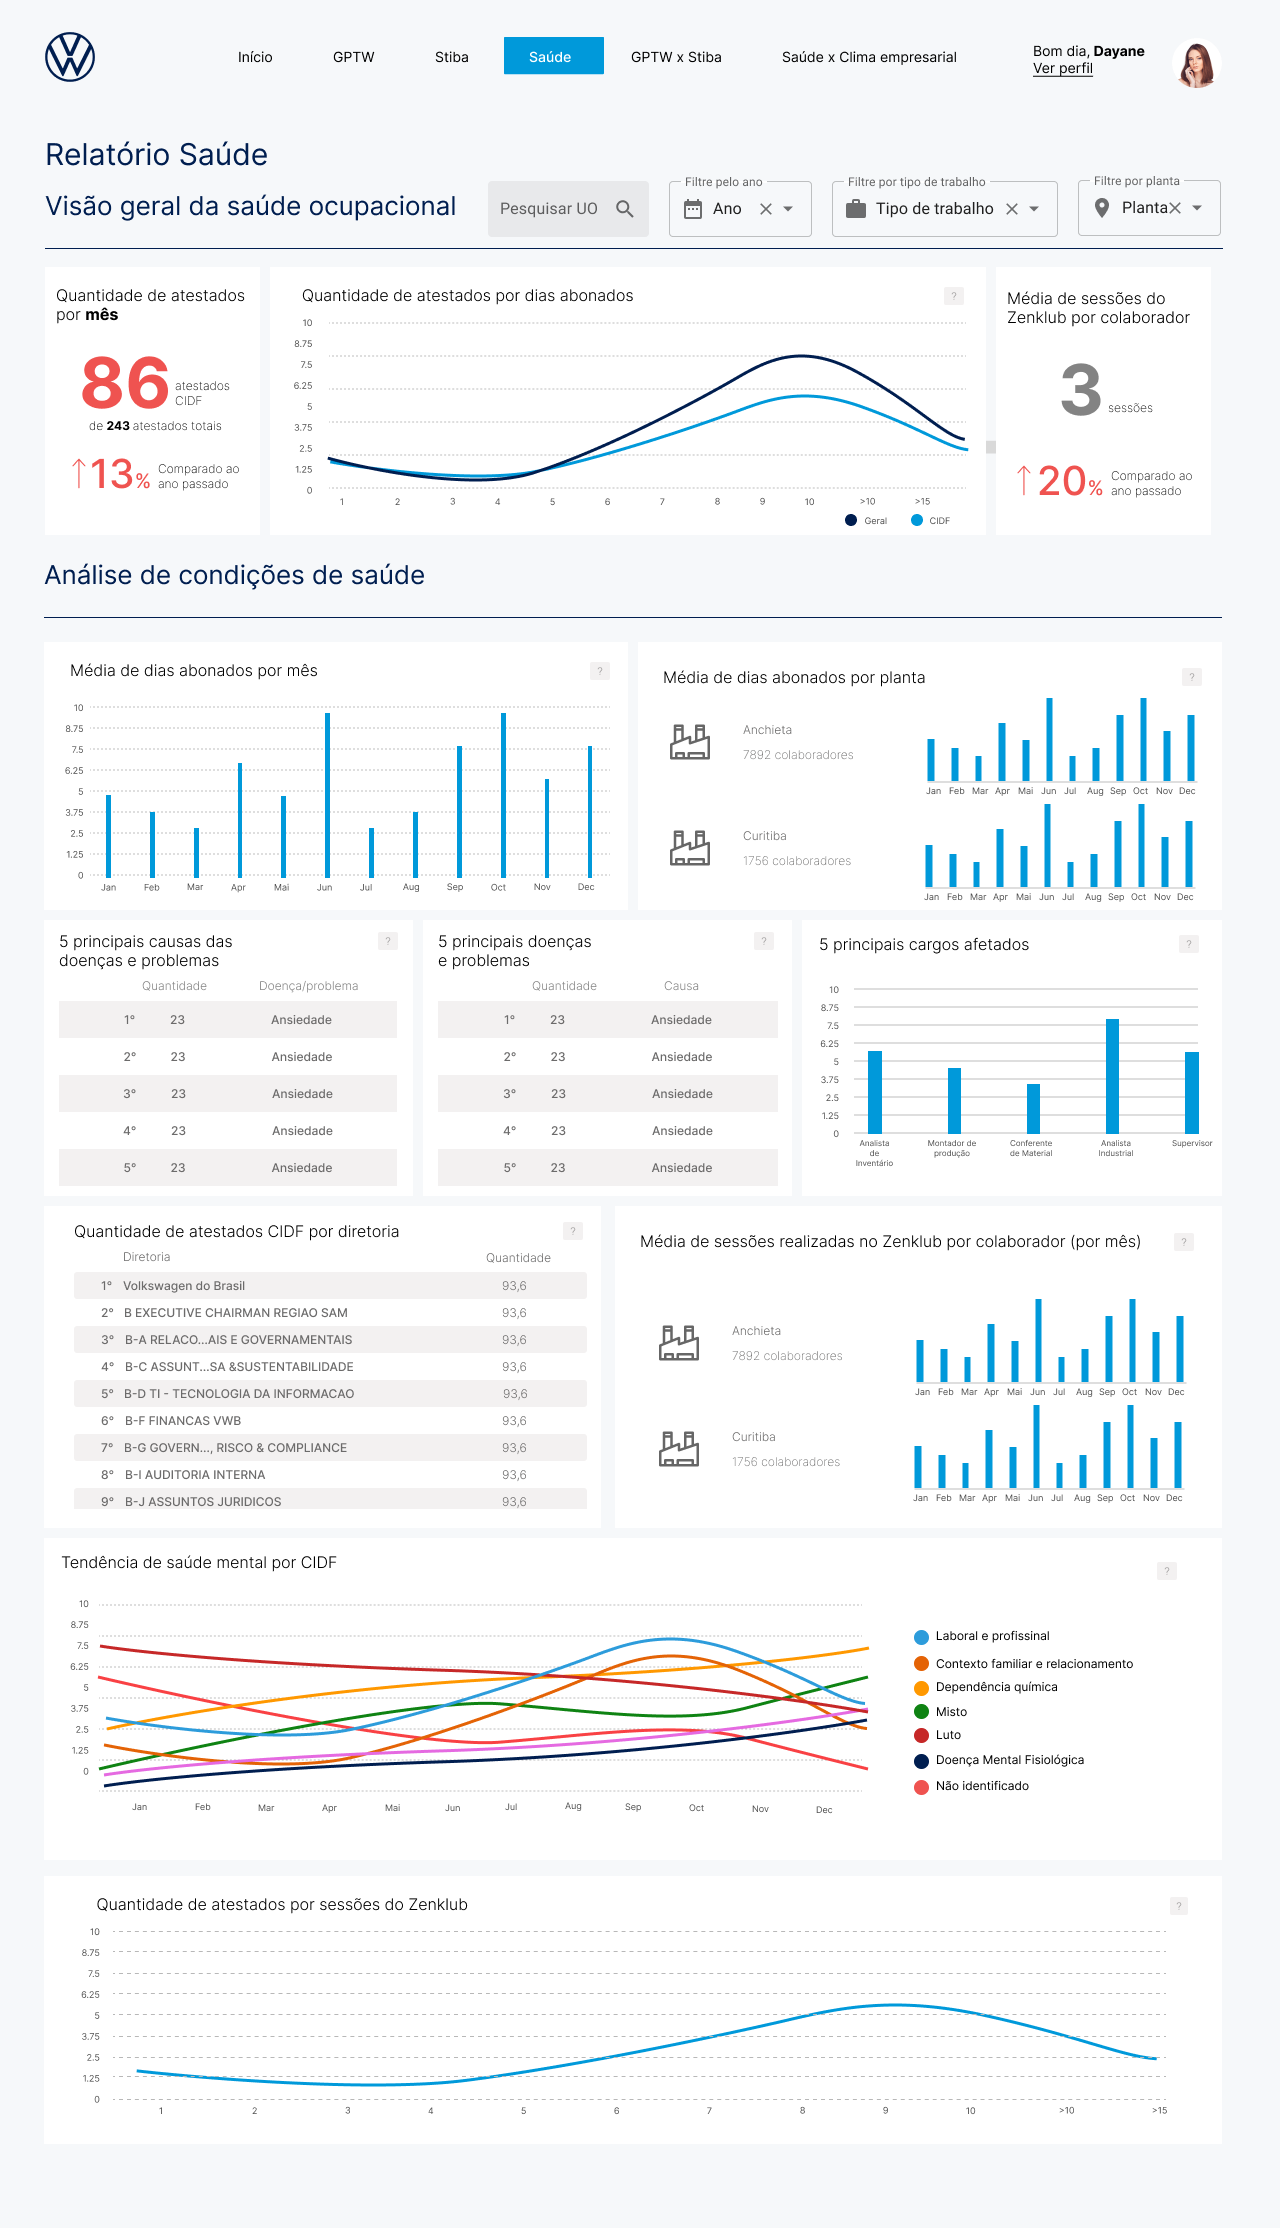 Início
GPTW
Stiba
Saúde
GPTW x Stiba
Saúde x Clima empresarial
Bom dia, Dayane
Ver perfil
Relatório Saúde
Visão geral da saúde ocupacional
Pesquisar UO
Filtre pelo ano
Ano
Filtre por tipo de trabalho
Tipo de trabalho
Filtre por planta
Planta
Quantidade de atestados
por mês
86
atestados
CIDF
de 243 atestados totais
↑13%
Comparado ao
ano passado
Quantidade de atestados por dias abonados
?
10
8.75
7.5
6.25
5
3.75
2.5
1.25
0
1 2 3 4 5 6 7 8 9 10 >10 >15
Geral
CIDF
Média de sessões do
Zenklub por colaborador
3 sessões
↑20%
Comparado ao
ano passado
Análise de condições de saúde
Média de dias abonados por mês
?
10
8.75
7.5
6.25
5
3.75
2.5
1.25
0
Jan Feb Mar Apr Mai Jun Jul Aug Sep Oct Nov Dec
Média de dias abonados por planta
?
Anchieta
7892 colaboradores
Jan Feb Mar Apr Mai Jun Jul Aug Sep Oct Nov Dec
Curitiba
1756 colaboradores
Jan Feb Mar Apr Mai Jun Jul Aug Sep Oct Nov Dec
5 principais causas das
doenças e problemas
?
Quantidade Doença/problema
1° 23 Ansiedade
2° 23 Ansiedade
3° 23 Ansiedade
4° 23 Ansiedade
5° 23 Ansiedade
5 principais doenças
e problemas
?
Quantidade Causa
1° 23 Ansiedade
2° 23 Ansiedade
3° 23 Ansiedade
4° 23 Ansiedade
5° 23 Ansiedade
5 principais cargos afetados
?
10
8.75
7.5
6.25
5
3.75
2.5
1.25
0
Analista
de
Inventário
Montador de
produção
Conferente
de Material
Analista
Industrial
Supervisor
Quantidade de atestados CIDF por diretoria
?
Diretoria Quantidade
1° Volkswagen do Brasil 93,6
2° B EXECUTIVE CHAIRMAN REGIAO SAM 93,6
3° B-A RELACO...AIS E GOVERNAMENTAIS 93,6
4° B-C ASSUNT...SA &SUSTENTABILIDADE 93,6
5° B-D TI - TECNOLOGIA DA INFORMACAO 93,6
6° B-F FINANCAS VWB 93,6
7° B-G GOVERN..., RISCO & COMPLIANCE 93,6
8° B-I AUDITORIA INTERNA 93,6
9° B-J ASSUNTOS JURIDICOS 93,6
Média de sessões realizadas no Zenklub por colaborador (por mês)
?
Anchieta
7892 colaboradores
Jan Feb Mar Apr Mai Jun Jul Aug Sep Oct Nov Dec
Curitiba
1756 colaboradores
Jan Feb Mar Apr Mai Jun Jul Aug Sep Oct Nov Dec
Tendência de saúde mental por CIDF
?
10
8.75
7.5
6.25
5
3.75
2.5
1.25
0
Jan Feb Mar Apr Mai Jun Jul Aug Sep Oct Nov Dec
Laboral e profissinal
Contexto familiar e relacionamento
Dependência química
Misto
Luto
Doença Mental Fisiológica
Não identificado
Quantidade de atestados por sessões do Zenklub
?
10
8.75
7.5
6.25
5
3.75
2.5
1.25
0
1 2 3 4 5 6 7 8 9 10 >10 >15